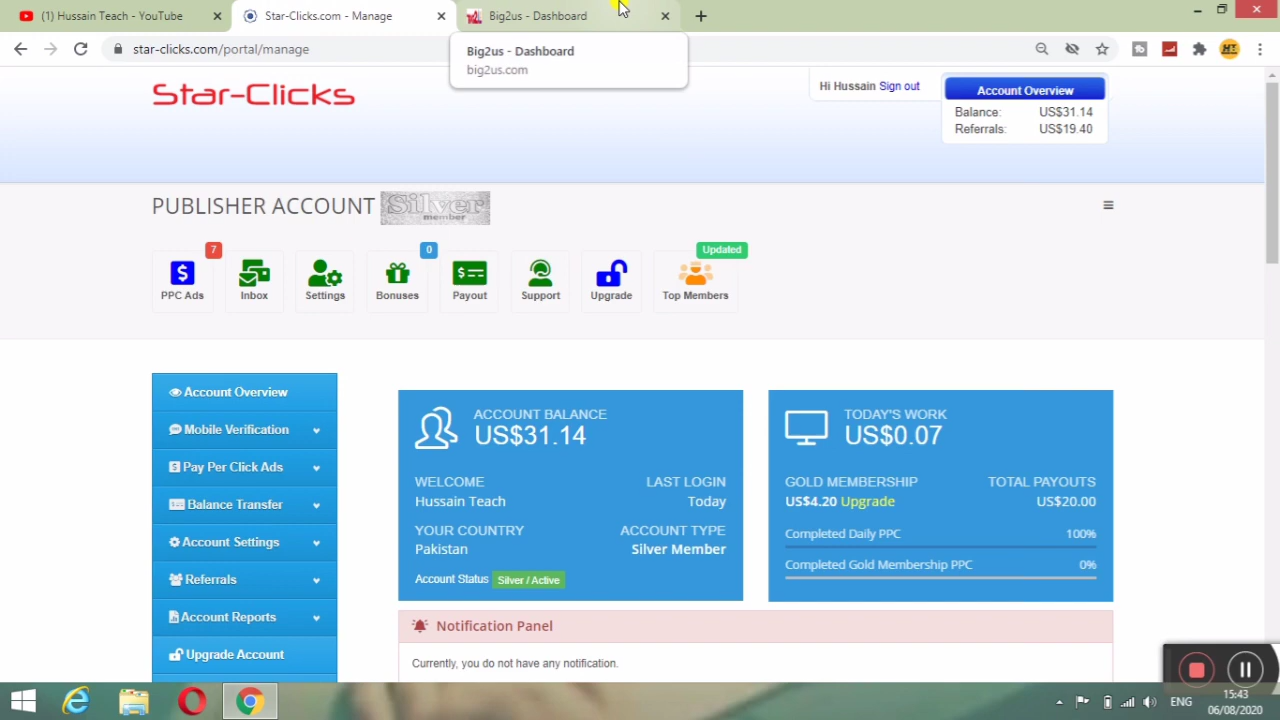 (1) Hussain Teach - YouTube
Star-Clicks.com - Manage
Big2us - Dashboard
star-clicks.com/portal/manage
Big2us - Dashboard
big2us.com
Star-Clicks
Hi Hussain Sign out
Account Overview
Balance: US$31.14
Referrals: US$19.40
PUBLISHER ACCOUNT Silver member
7
0
Updated
PPC Ads
Inbox
Settings
Bonuses
Payout
Support
Upgrade
Top Members
Account Overview
Mobile Verification
Pay Per Click Ads
Balance Transfer
Account Settings
Referrals
Account Reports
Upgrade Account
ACCOUNT BALANCE
US$31.14
WELCOME LAST LOGIN
Hussain Teach Today
YOUR COUNTRY ACCOUNT TYPE
Pakistan Silver Member
Account Status Silver / Active
TODAY'S WORK
US$0.07
GOLD MEMBERSHIP TOTAL PAYOUTS
US$4.20 Upgrade US$20.00
Completed Daily PPC 100%
Completed Gold Membership PPC 0%
Notification Panel
Currently, you do not have any notification.
HT
ENG
15:43
06/08/2020